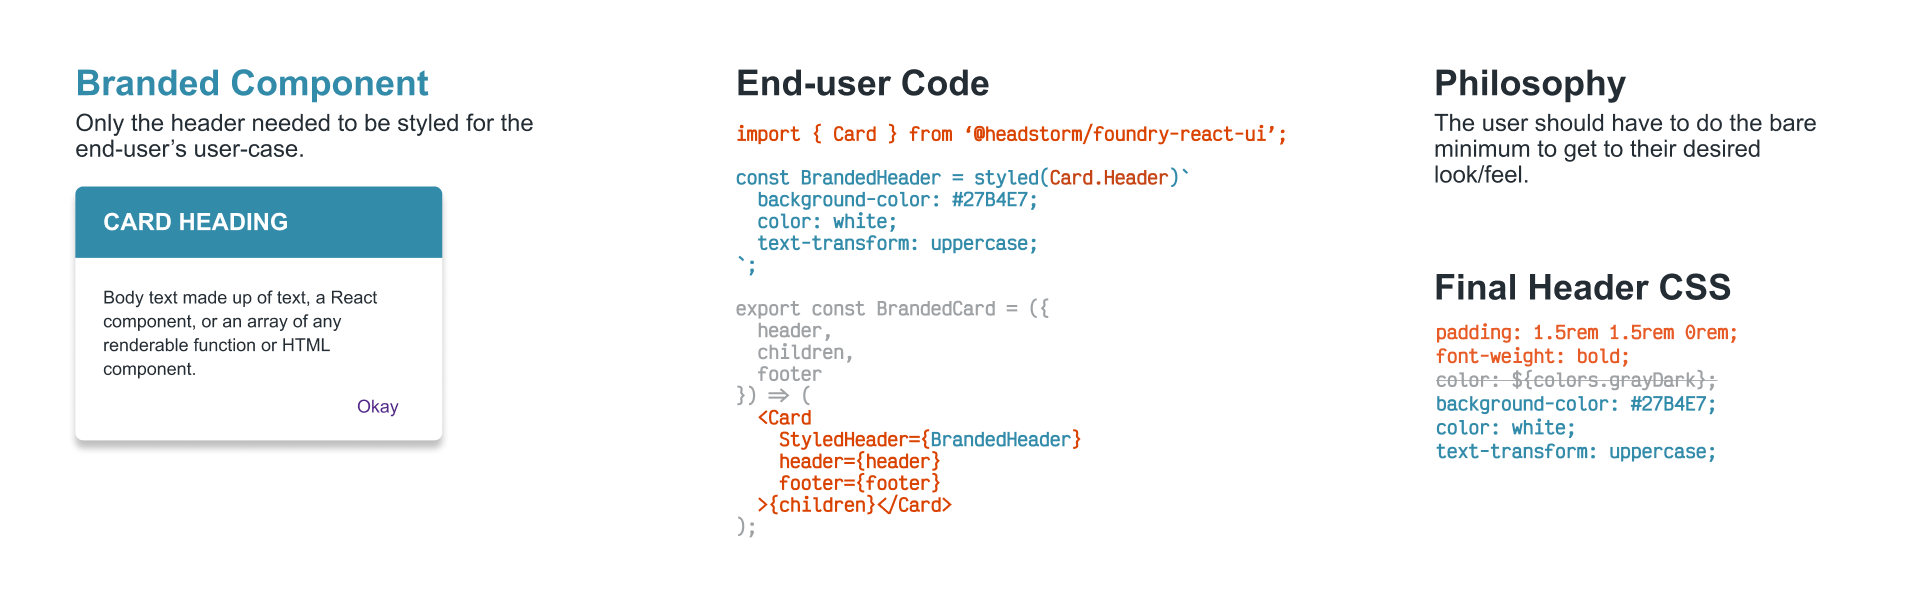 Branded Component
Only the header needed to be styled for the
end-user’s user-case.
CARD HEADING
Body text made up of text, a React
component, or an array of any
renderable function or HTML
component.
Okay
End-user Code
import { Card } from ‘@headstorm/foundry-react-ui’;
const BrandedHeader = styled(Card.Header)`
  background-color: #27B4E7;
  color: white;
  text-transform: uppercase;
`;
export const BrandedCard = ({
  header,
  children,
  footer
}) => (
  <Card
    StyledHeader={BrandedHeader}
    header={header}
    footer={footer}
  >{children}</Card>
);
Philosophy
The user should have to do the bare
minimum to get to their desired
look/feel.
Final Header CSS
padding: 1.5rem 1.5rem 0rem;
font-weight: bold;
color: ${colors.grayDark};
background-color: #27B4E7;
color: white;
text-transform: uppercase;